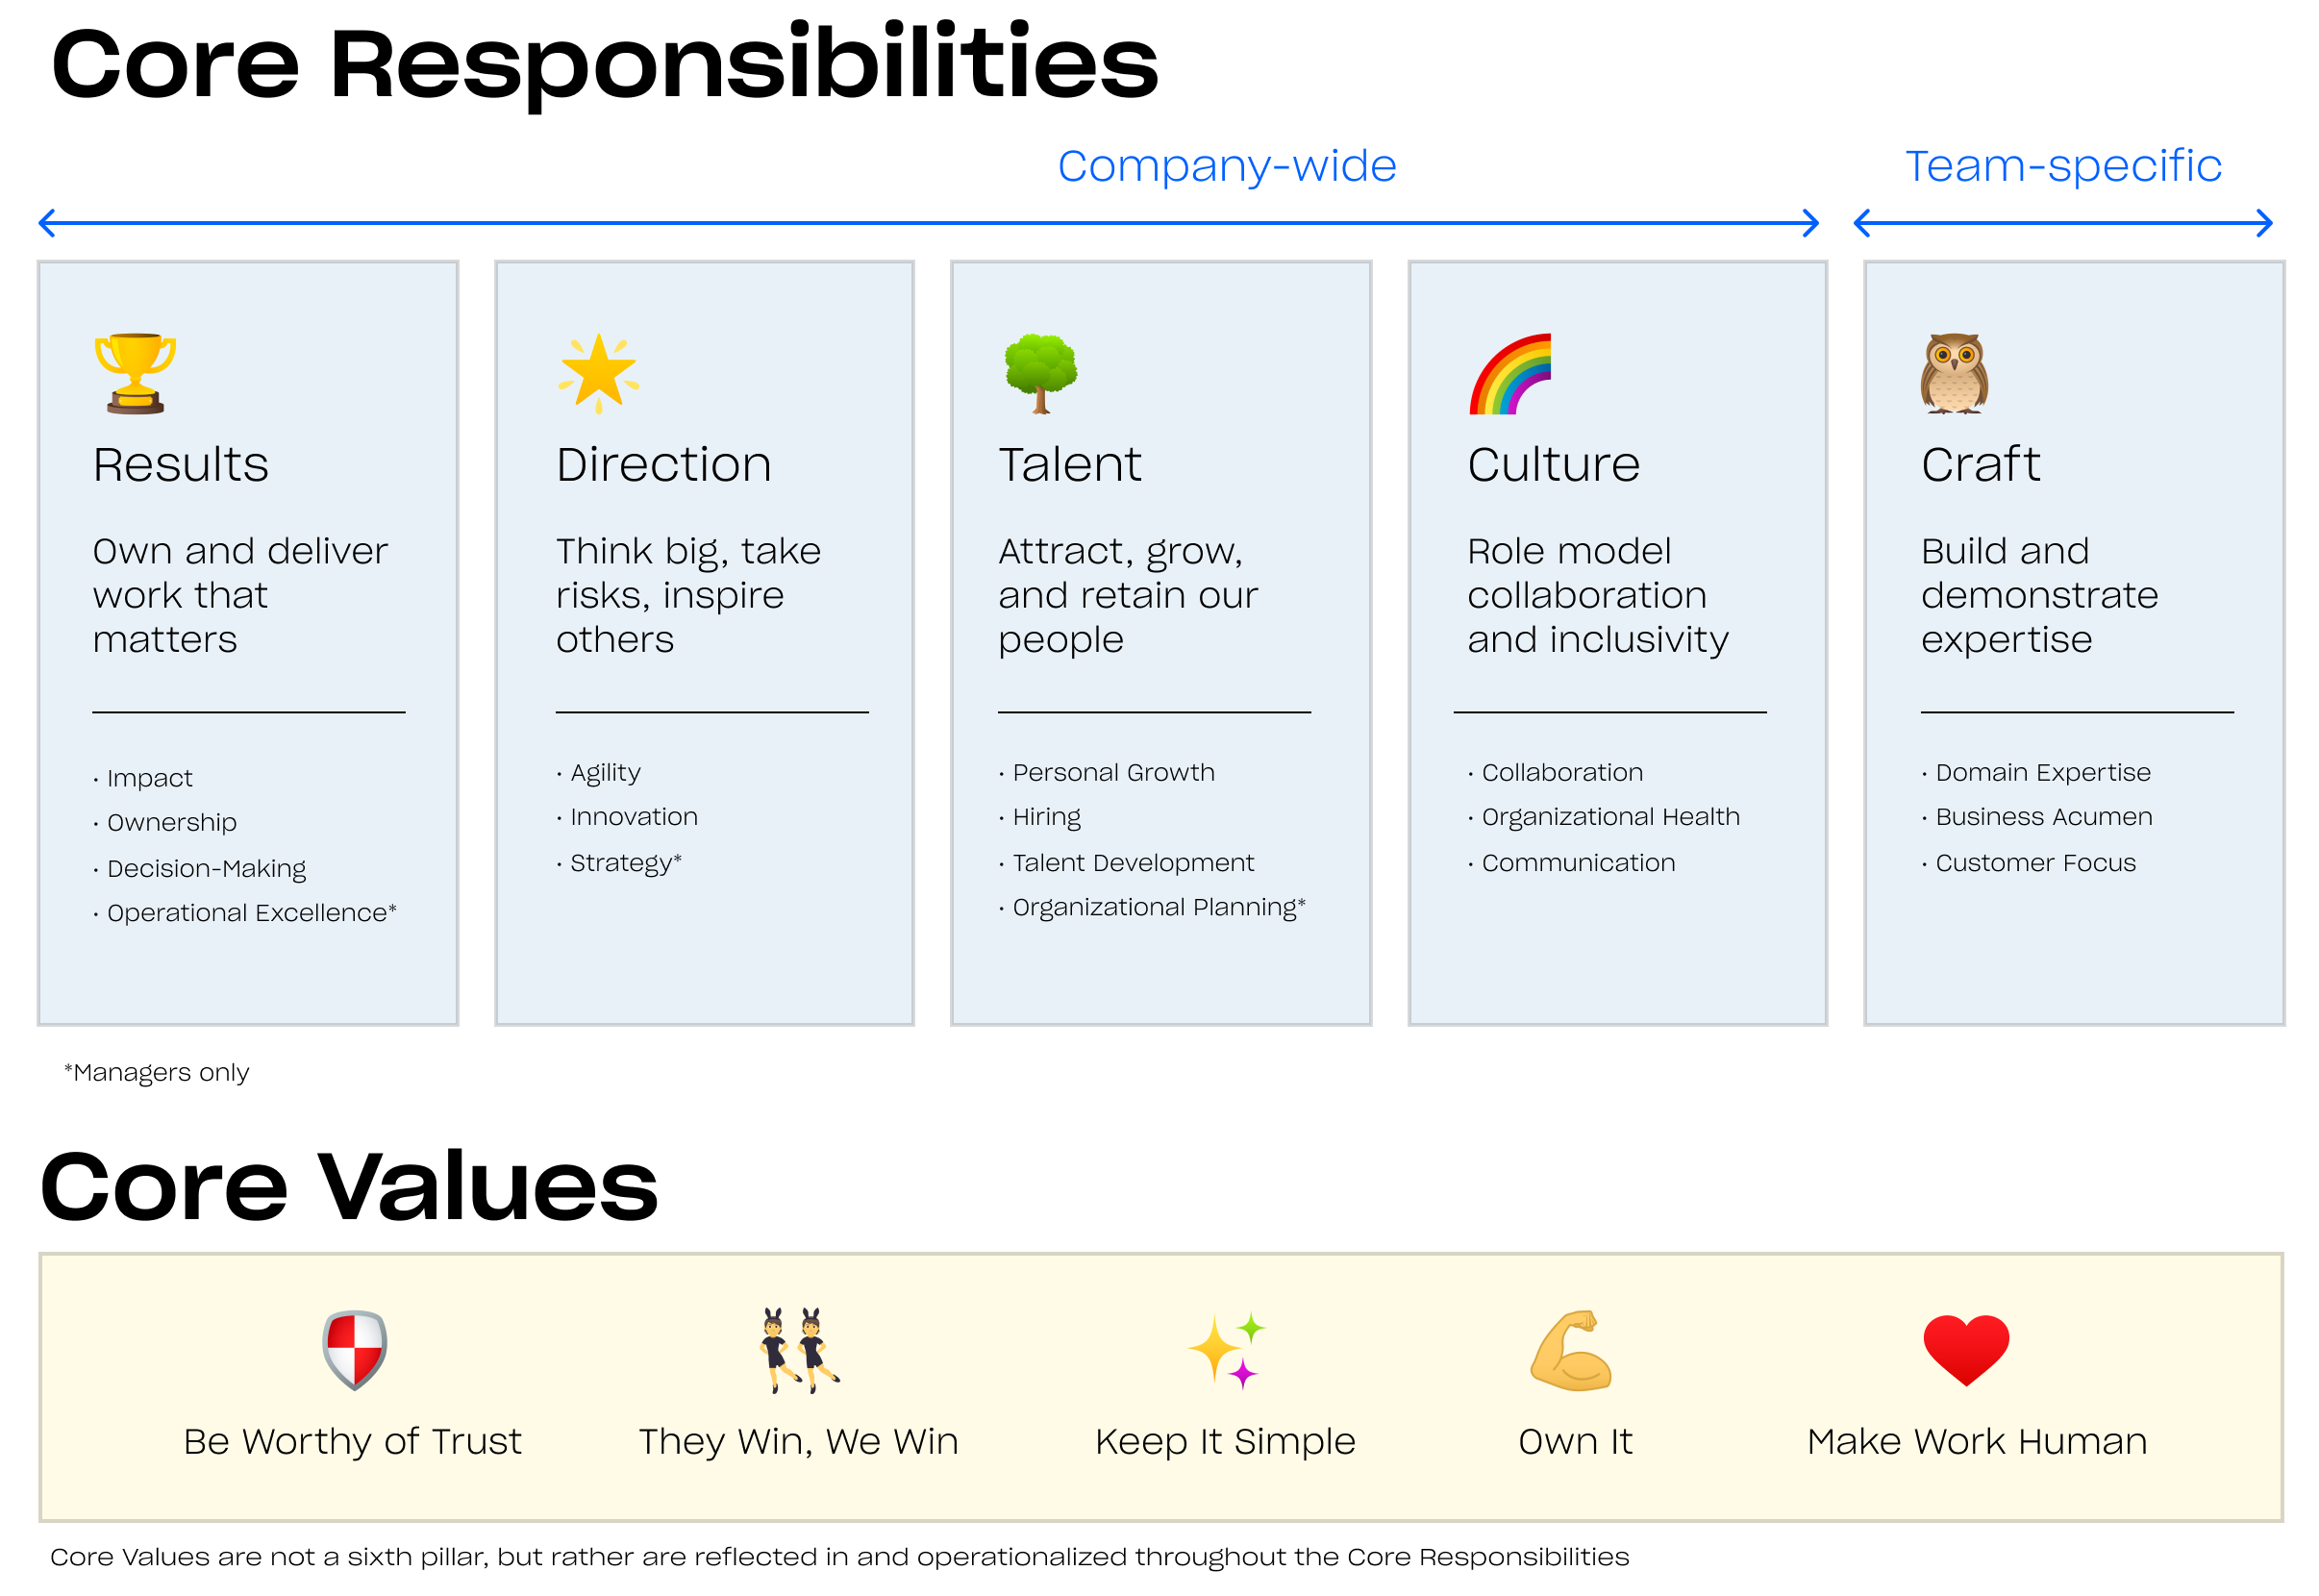 Core Responsibilities
Company-wide
Team-specific
Results
Own and deliver
work that
matters
· Impact
· Ownership
· Decision-Making
· Operational Excellence*
Direction
Think big, take
risks, inspire
others
· Agility
· Innovation
· Strategy*
Talent
Attract, grow,
and retain our
people
· Personal Growth
· Hiring
· Talent Development
· Organizational Planning*
Culture
Role model
collaboration
and inclusivity
· Collaboration
· Organizational Health
· Communication
Craft
Build and
demonstrate
expertise
· Domain Expertise
· Business Acumen
· Customer Focus
*Managers only
Core Values
Be Worthy of Trust
They Win, We Win
Keep It Simple
Own It
Make Work Human
Core Values are not a sixth pillar, but rather are reflected in and operationalized throughout the Core Responsibilities